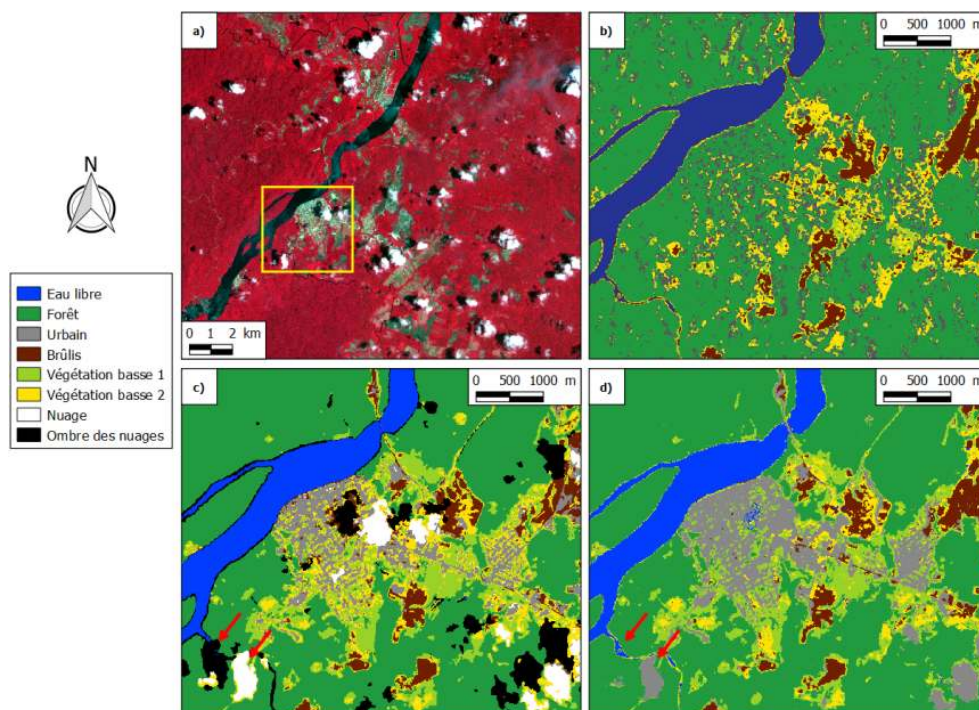 a)
0 1 2 km
b)
0 500 1000 m
N
Eau libre
Forêt
Urbain
Brûlis
Végétation basse 1
Végétation basse 2
Nuage
Ombre des nuages
c)
0 500 1000 m
d)
0 500 1000 m